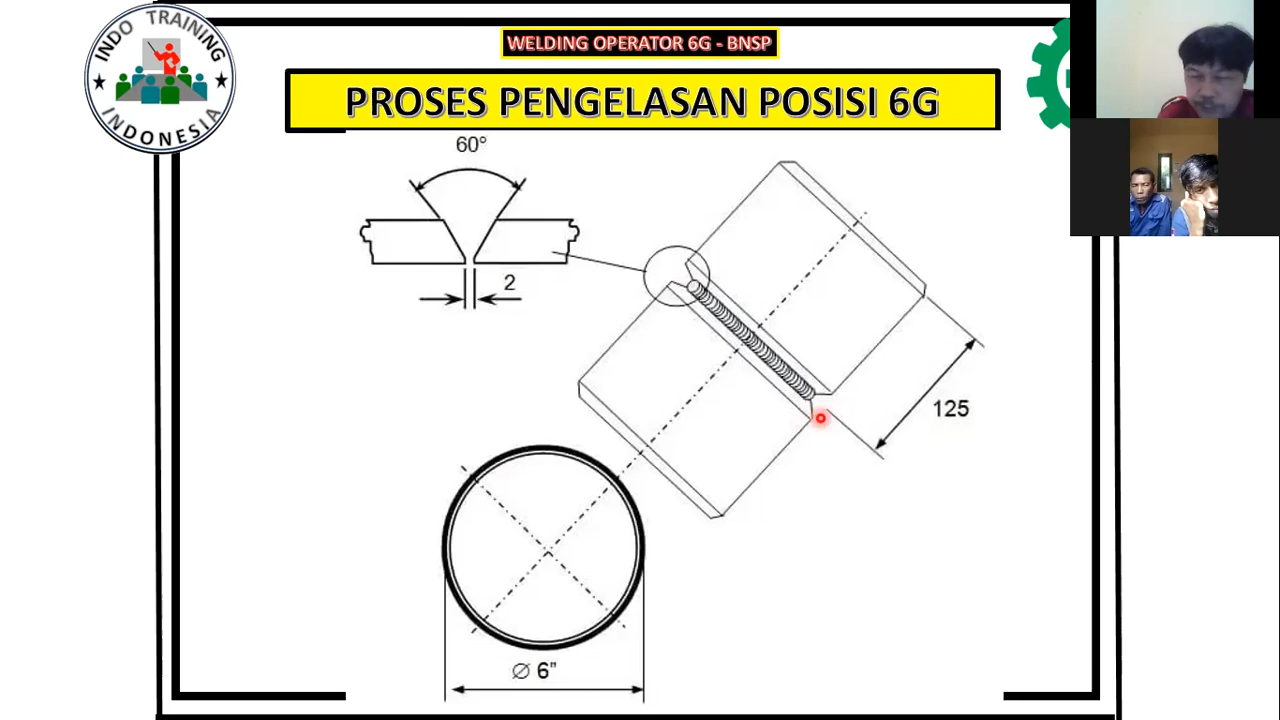 INDO TRAINING
INDONESIA
WELDING OPERATOR 6G - BNSP
PROSES PENGELASAN POSISI 6G
60°
2
125
∅ 6"